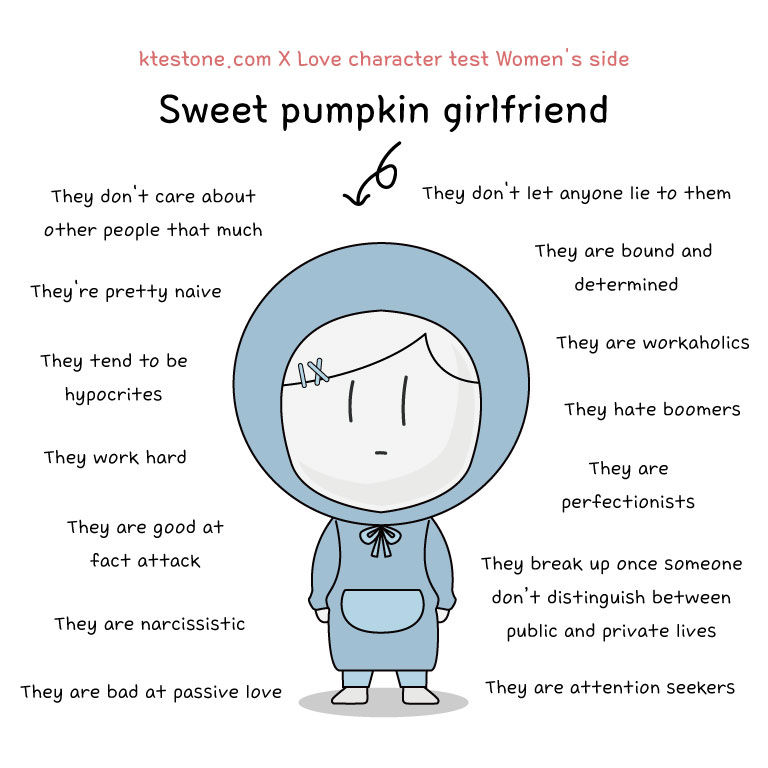 ktestone.com X Love character test Women's side
Sweet pumpkin girlfriend
They don't care about
other people that much
They're pretty naive
They tend to be
hypocrites
They work hard
They are good at
fact attack
They are narcissistic
They are bad at passive love
They don't let anyone lie to them
They are bound and
determined
They are workaholics
They hate boomers
They are
perfectionists
They break up once someone
don't distinguish between
public and private lives
They are attention seekers